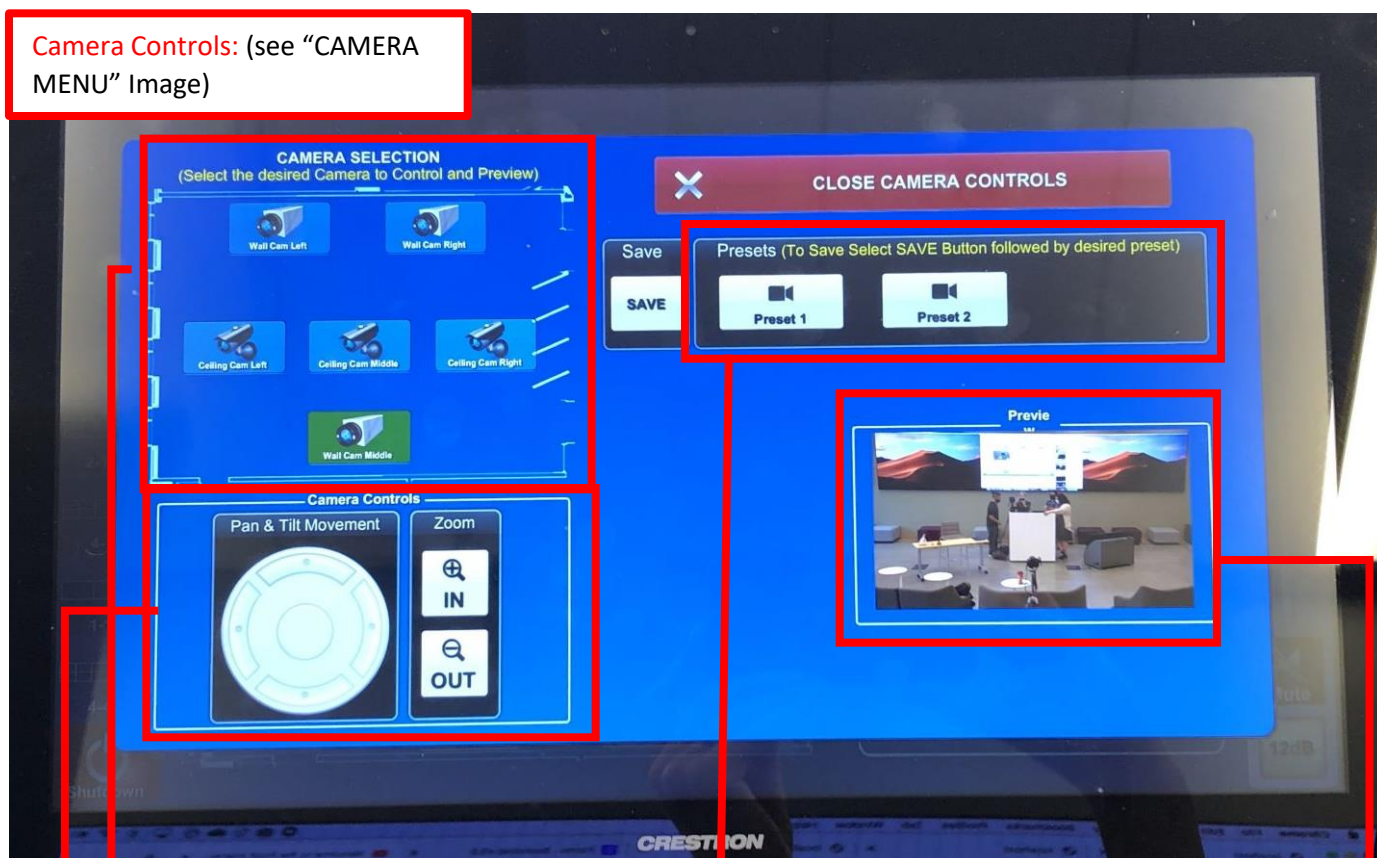 Camera Controls: (see “CAMERA
MENU” Image)
CAMERA SELECTION
(Select the desired Camera to Control and Preview)
Wall Cam Left
Wall Cam Right
Ceiling Cam Left
Ceiling Cam Middle
Ceiling Cam Right
Wall Cam Middle
CLOSE CAMERA CONTROLS
Save
SAVE
Presets (To Save Select SAVE Button followed by desired preset)
Preset 1
Preset 2
Previe
w
Camera Controls
Pan & Tilt Movement
Zoom
IN
OUT
12dB
Shutdown
CRESTRON